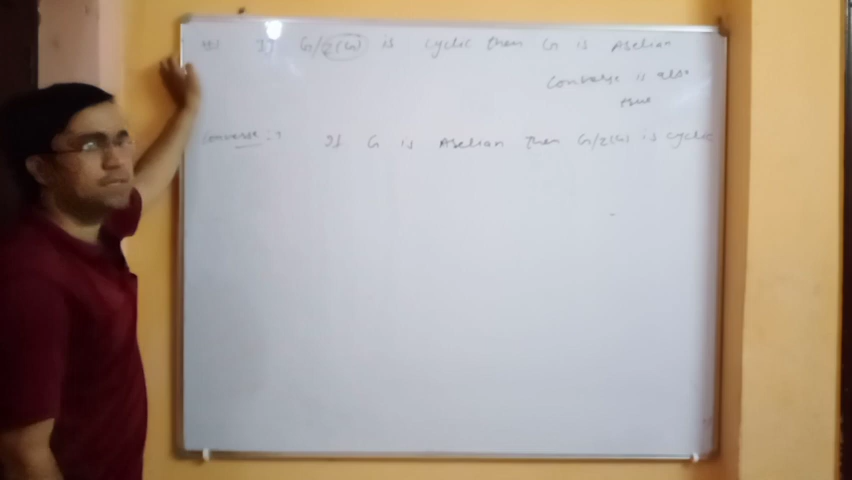 If G/Z(G) is cyclic then G is Abelian
Converse is also
true
Converse :- If G is Abelian then G/Z(G) is cyclic